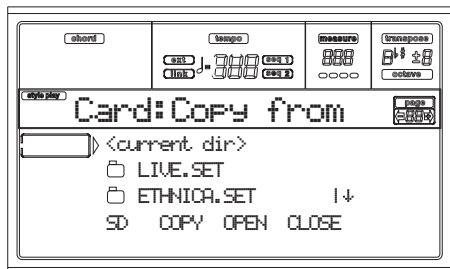 chord tempo measure transpose
ext seq 1
link seq 2
octave
style play
Card:Copy from
page
<current dir>
LIVE.SET
ETHNICA.SET
SD COPY OPEN CLOSE